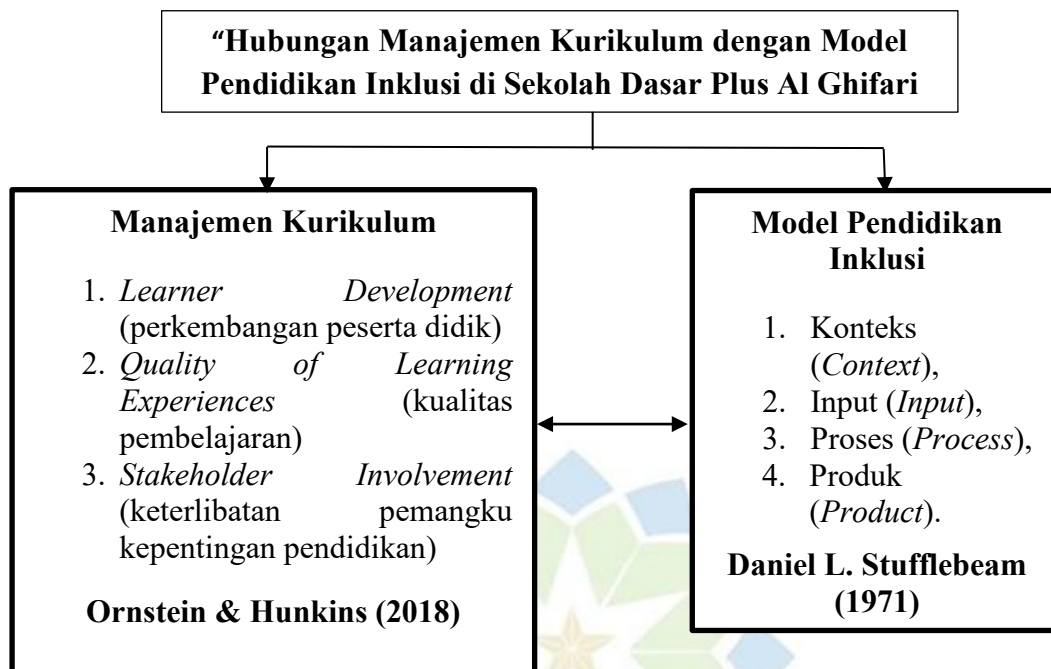 “Hubungan Manajemen Kurikulum dengan Model
Pendidikan Inklusi di Sekolah Dasar Plus Al Ghifari
Manajemen Kurikulum
1. Learner Development
(perkembangan peserta didik)
2. Quality of Learning
Experiences (kualitas
pembelajaran)
3. Stakeholder Involvement
(keterlibatan pemangku
kepentingan pendidikan)
Ornstein & Hunkins (2018)
Model Pendidikan
Inklusi
1. Konteks
(Context),
2. Input (Input),
3. Proses (Process),
4. Produk
(Product).
Daniel L. Stufflebeam
(1971)